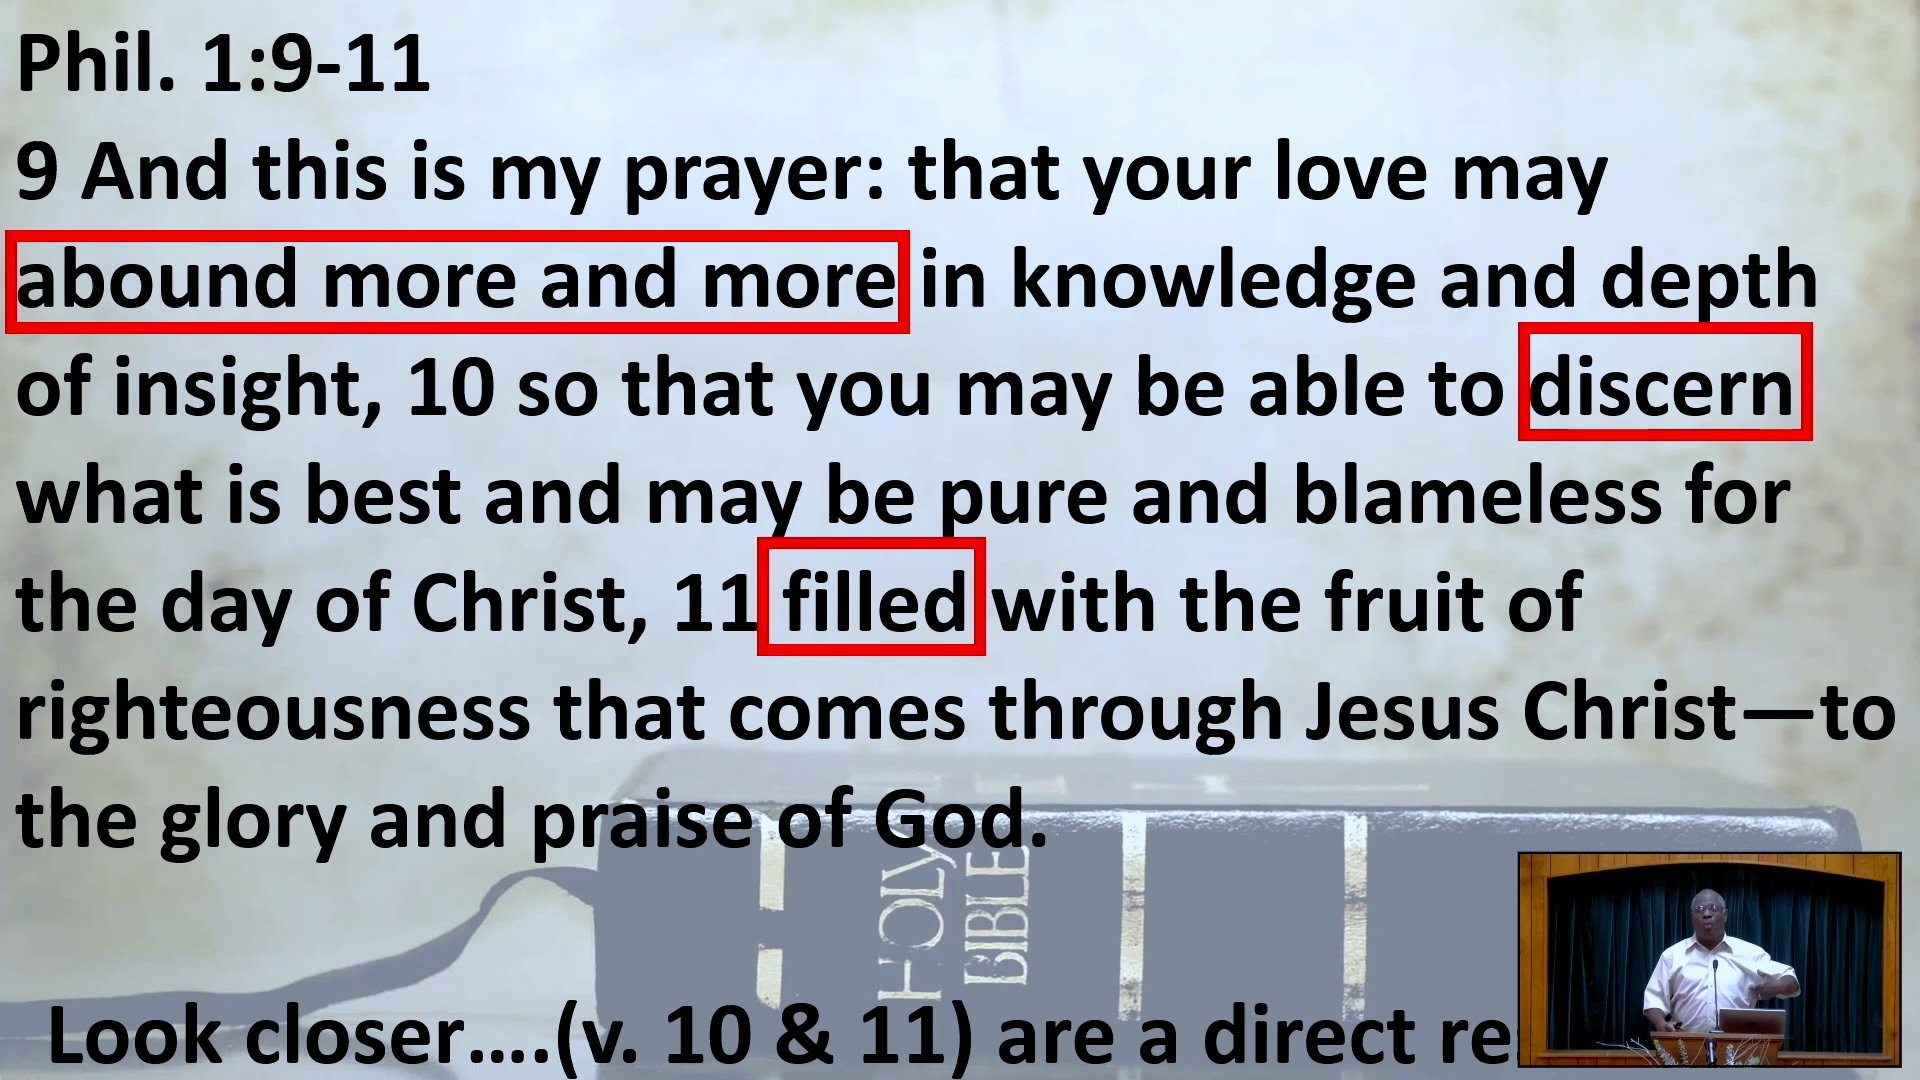 Phil. 1:9-11
9 And this is my prayer: that your love may
abound more and more in knowledge and depth
of insight, 10 so that you may be able to discern
what is best and may be pure and blameless for
the day of Christ, 11 filled with the fruit of
righteousness that comes through Jesus Christ—to
the glory and praise of God.
HOLY
BIBLE
Look closer....(v. 10 & 11) are a direct